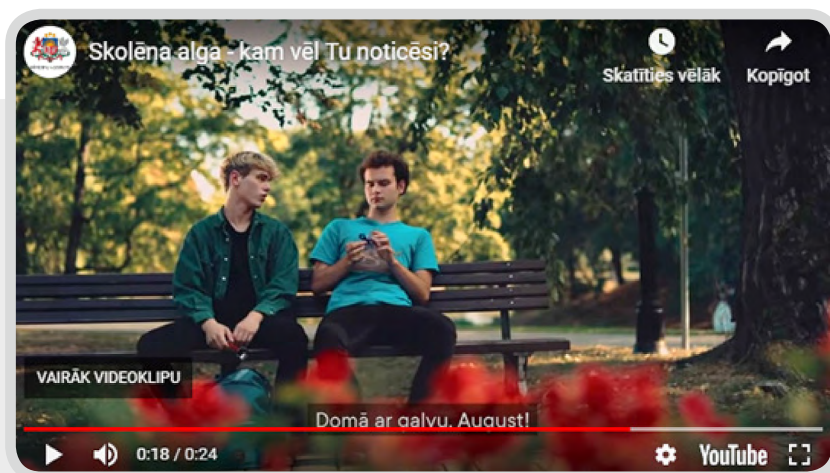 Skolēna alga - kam vēl Tu noticēsi?
Skatīties vēlāk
Kopīgot
VAIRĀK VIDEOKLIPU
Domā ar galvu, August!
0:18 / 0:24
YouTube